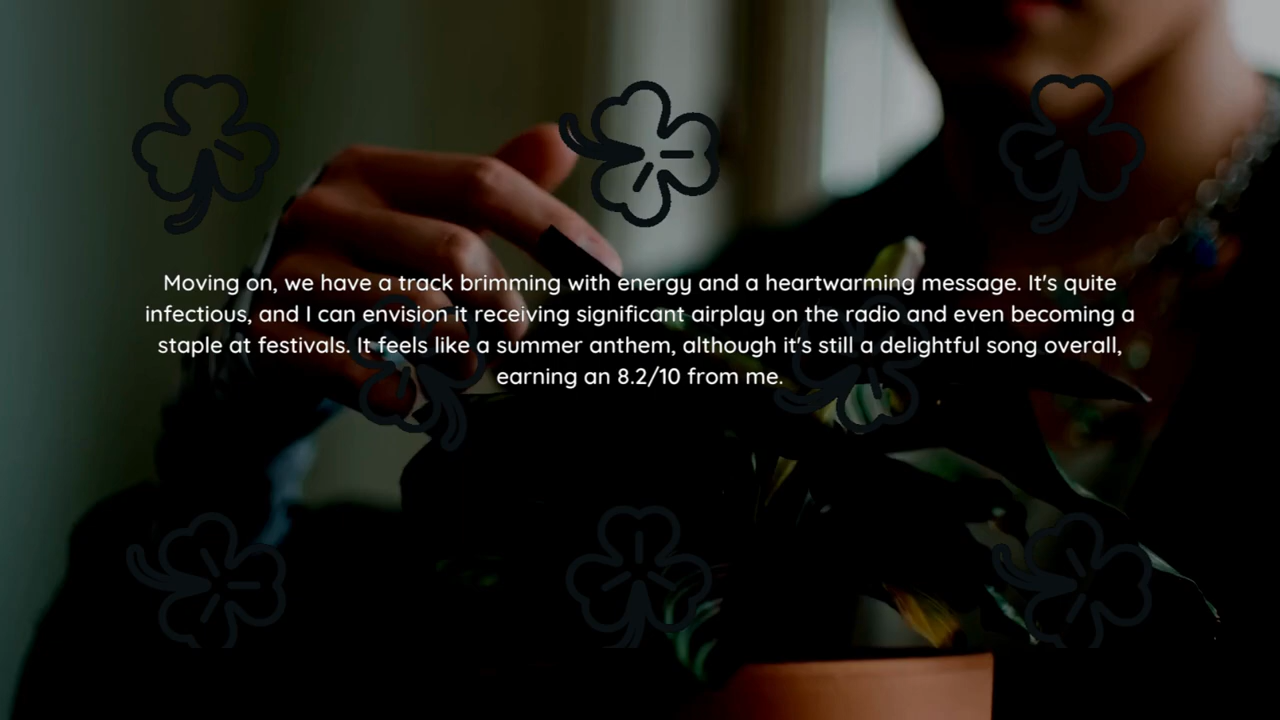 Moving on, we have a track brimming with energy and a heartwarming message. It's quite
infectious, and I can envision it receiving significant airplay on the radio and even becoming a
staple at festivals. It feels like a summer anthem, although it's still a delightful song overall,
earning an 8.2/10 from me.